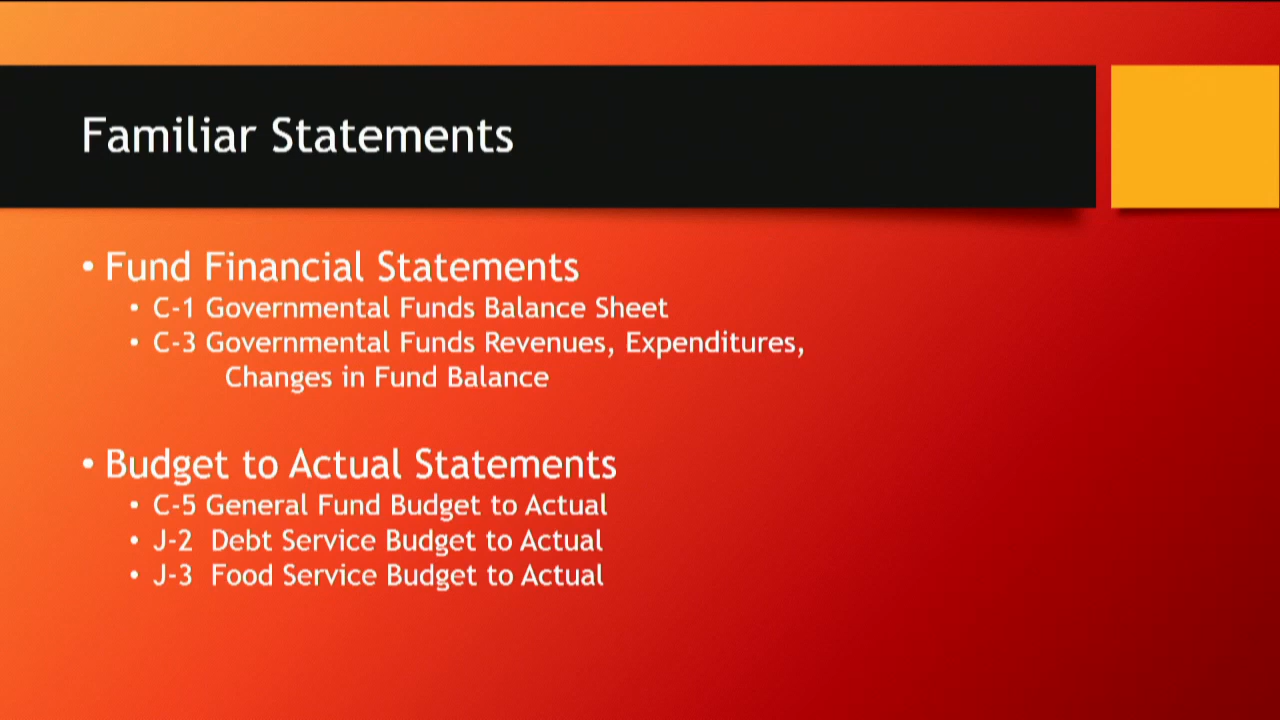 Familiar Statements
• Fund Financial Statements
• C-1 Governmental Funds Balance Sheet
• C-3 Governmental Funds Revenues, Expenditures,
Changes in Fund Balance
• Budget to Actual Statements
• C-5 General Fund Budget to Actual
• J-2 Debt Service Budget to Actual
• J-3 Food Service Budget to Actual